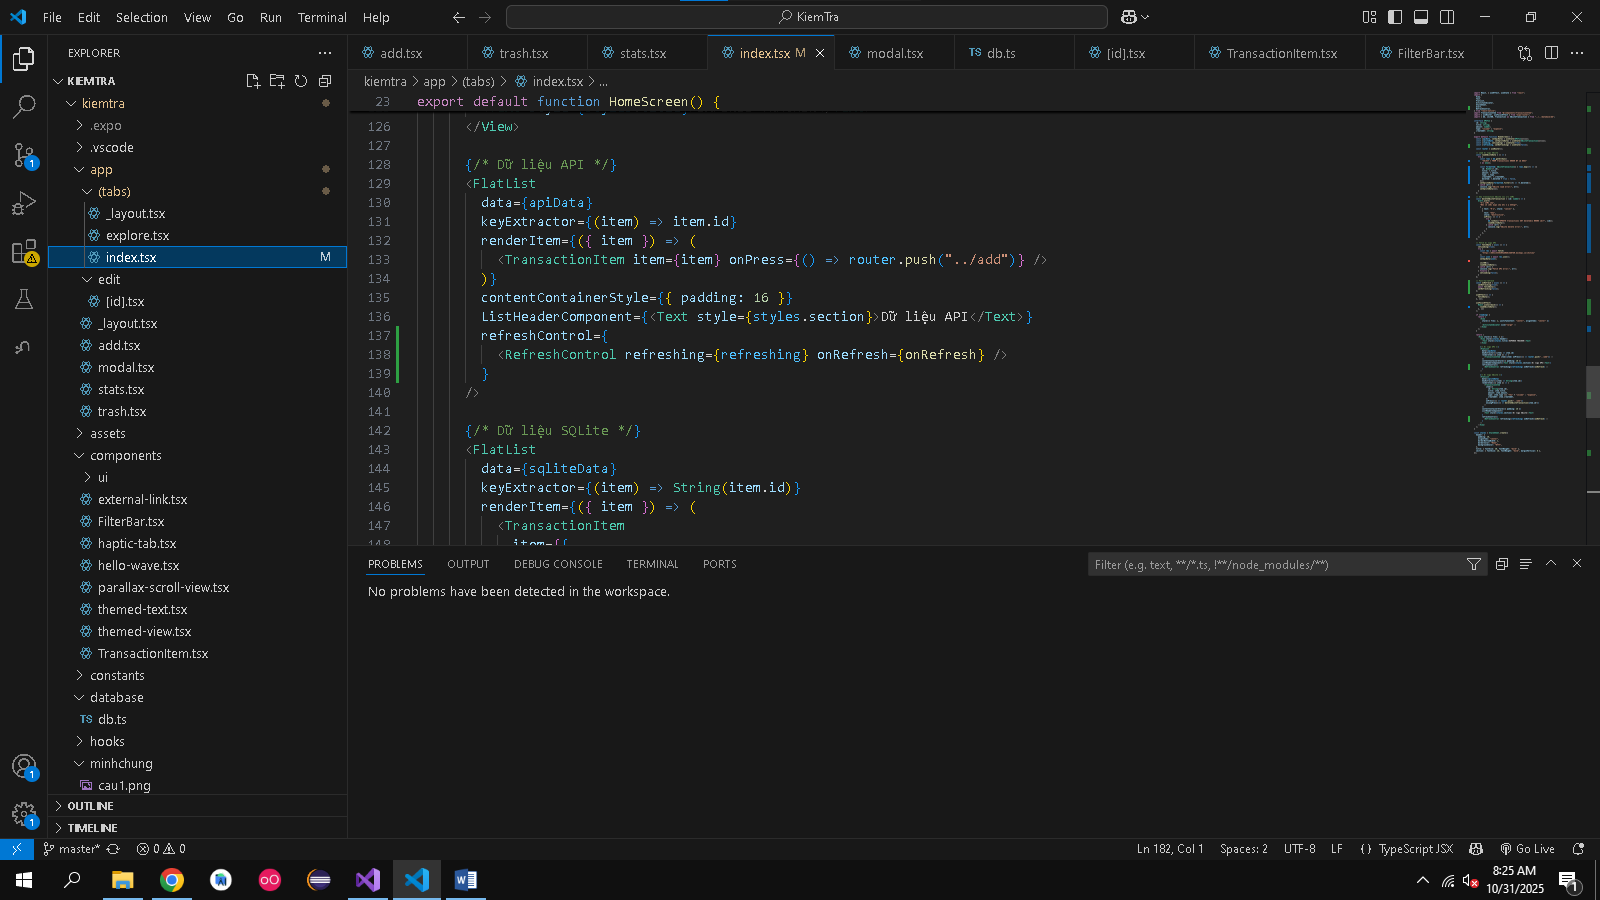 File Edit Selection View Go Run Terminal Help
KiemTra
EXPLORER
KIEMTRA
kiemtra
.expo
.vscode
app
(tabs)
_layout.tsx
explore.tsx
index.tsx M
edit
[id].tsx
_layout.tsx
add.tsx
modal.tsx
stats.tsx
trash.tsx
assets
components
ui
external-link.tsx
FilterBar.tsx
haptic-tab.tsx
hello-wave.tsx
parallax-scroll-view.tsx
themed-text.tsx
themed-view.tsx
TransactionItem.tsx
constants
database
TS db.ts
hooks
minhchung
cau1.png
OUTLINE
TIMELINE
1
1
1
add.tsx trash.tsx stats.tsx index.tsx M modal.tsx TS db.ts [id].tsx TransactionItem.tsx FilterBar.tsx
kiemtra > app > (tabs) > index.tsx > ...
23 export default function HomeScreen() {
126 </View>
127
128 {/* Dữ liệu API */}
129 <FlatList
130 data={apiData}
131 keyExtractor={(item) => item.id}
132 renderItem={({ item }) => (
133 <TransactionItem item={item} onPress={() => router.push("../add")} />
134 )}
135 contentContainerStyle={{ padding: 16 }}
136 ListHeaderComponent={<Text style={styles.section}>Dữ liệu API</Text>}
137 refreshControl={
138 <RefreshControl refreshing={refreshing} onRefresh={onRefresh} />
139 }
140 />
141
142 {/* Dữ liệu SQLite */}
143 <FlatList
144 data={sqliteData}
145 keyExtractor={(item) => String(item.id)}
146 renderItem={({ item }) => (
147 <TransactionItem
148 item={{
PROBLEMS OUTPUT DEBUG CONSOLE TERMINAL PORTS
Filter (e.g. text, **/*.ts, !**/node_modules/**)
No problems have been detected in the workspace.
master* 0 0
Ln 182, Col 1 Spaces: 2 UTF-8 LF {} TypeScript JSX Go Live
8:25 AM
10/31/2025
1